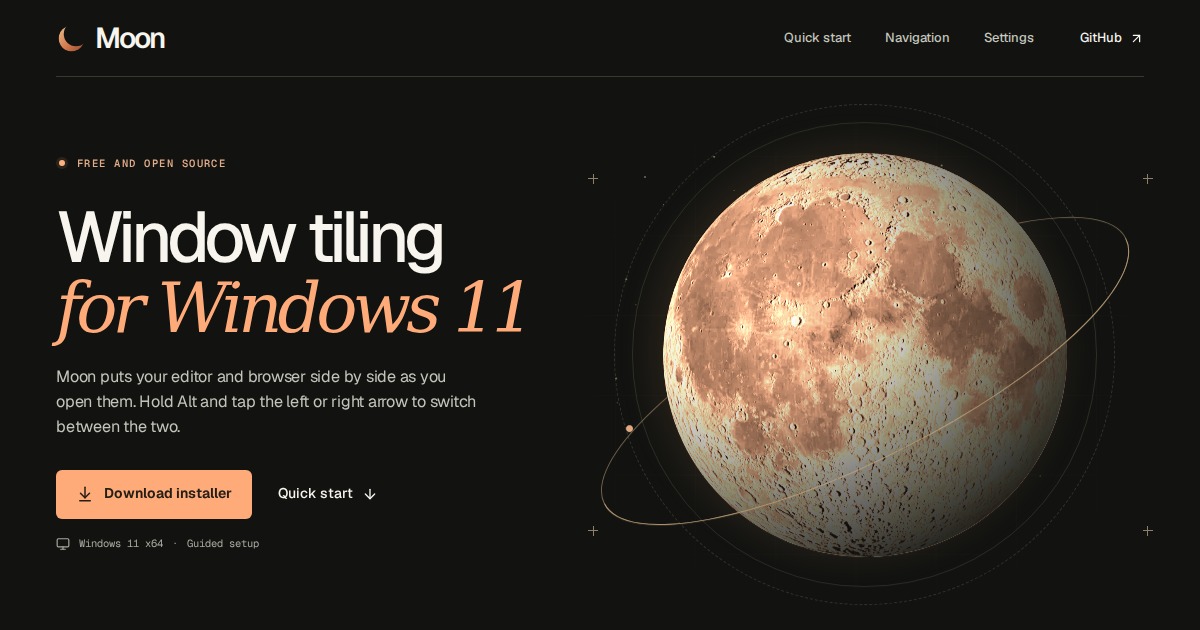 Moon
Quick start
Navigation
Settings
GitHub
FREE AND OPEN SOURCE
Window tiling
for Windows 11
Moon puts your editor and browser side by side as you
open them. Hold Alt and tap the left or right arrow to switch
between the two.
Download installer
Quick start
Windows 11 x64 · Guided setup